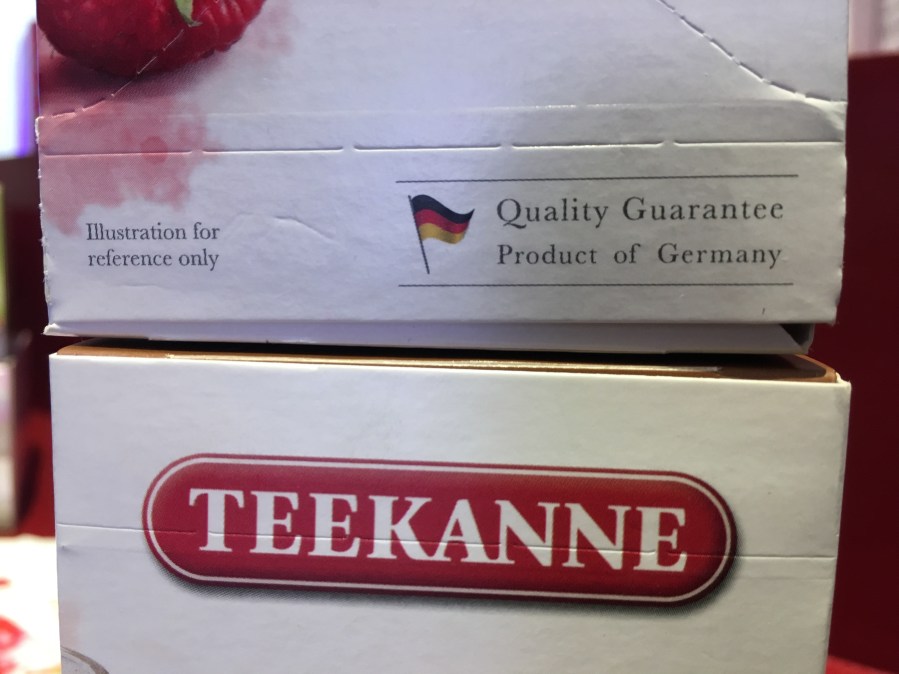 Illustration for
reference only
Quality Guarantee
Product of Germany
TEEKANNE